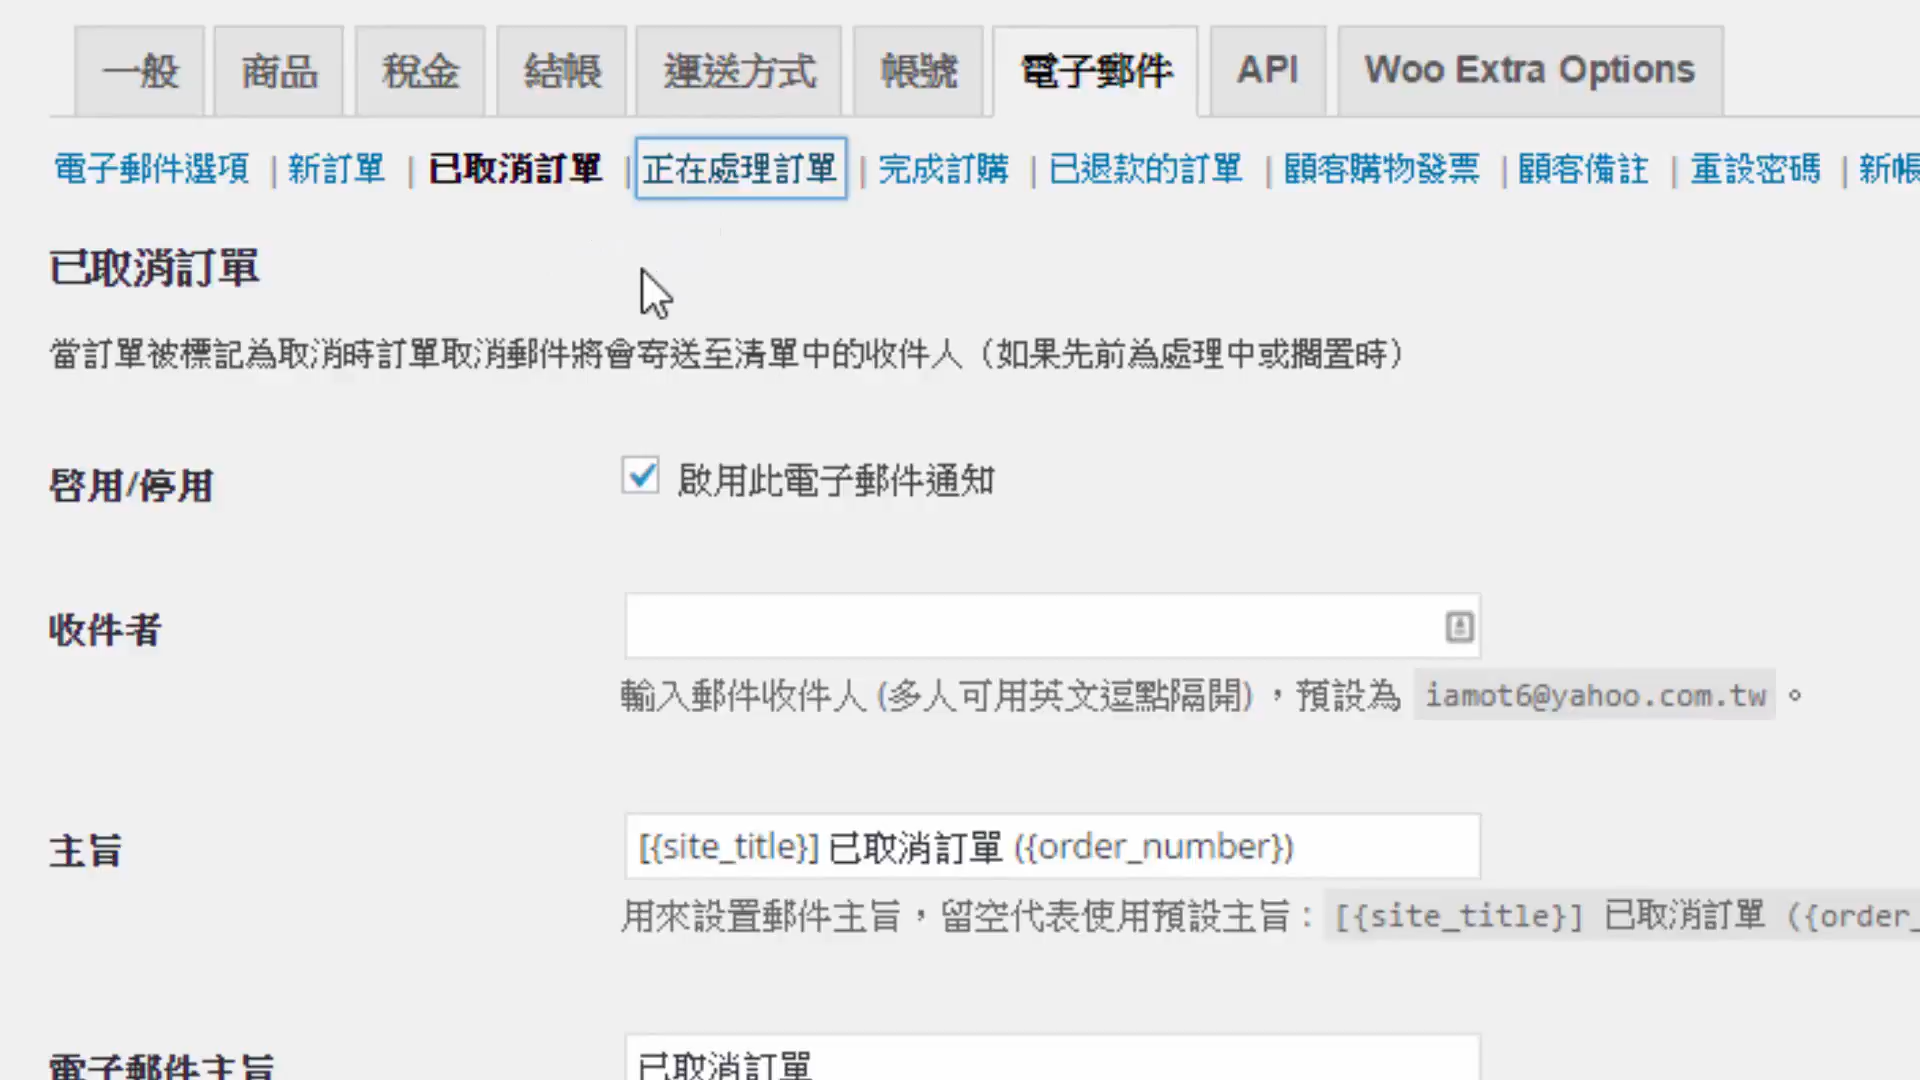 一般 商品 稅金 結帳 運送方式 帳號 電子郵件 API Woo Extra Options
電子郵件選項 | 新訂單 | 已取消訂單 | 正在處理訂單 | 完成訂購 | 已退款的訂單 | 顧客購物發票 | 顧客備註 | 重設密碼 | 新帳
已取消訂單
當訂單被標記為取消時訂單取消郵件將會寄送至清單中的收件人（如果先前為處理中或擱置時）
啓用/停用 啟用此電子郵件通知
收件者
輸入郵件收件人 (多人可用英文逗點隔開)，預設為 iamot6@yahoo.com.tw 。
主旨 [{site_title}] 已取消訂單 ({order_number})
用來設置郵件主旨，留空代表使用預設主旨： [{site_title}] 已取消訂單 ({order_
電子郵件主旨 已取消訂單